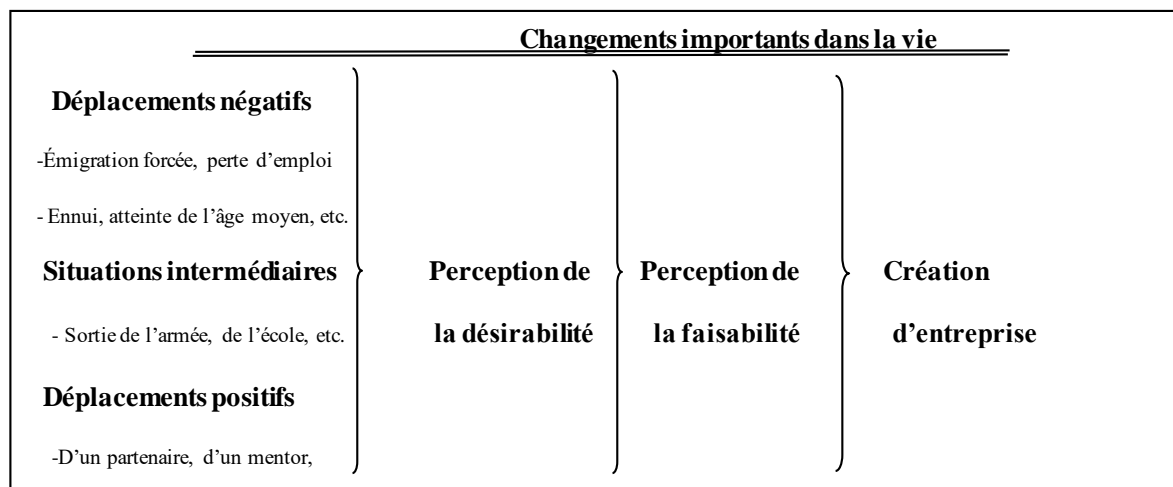 Changements importants dans la vie
Déplacements négatifs
-Émigration forcée, perte d’emploi
- Ennui, atteinte de l’âge moyen, etc.
Situations intermédiaires
- Sortie de l’armée, de l’école, etc.
Déplacements positifs
-D’un partenaire, d’un mentor,
Perception de
la désirabilité
Perception de
la faisabilité
Création
d’entreprise